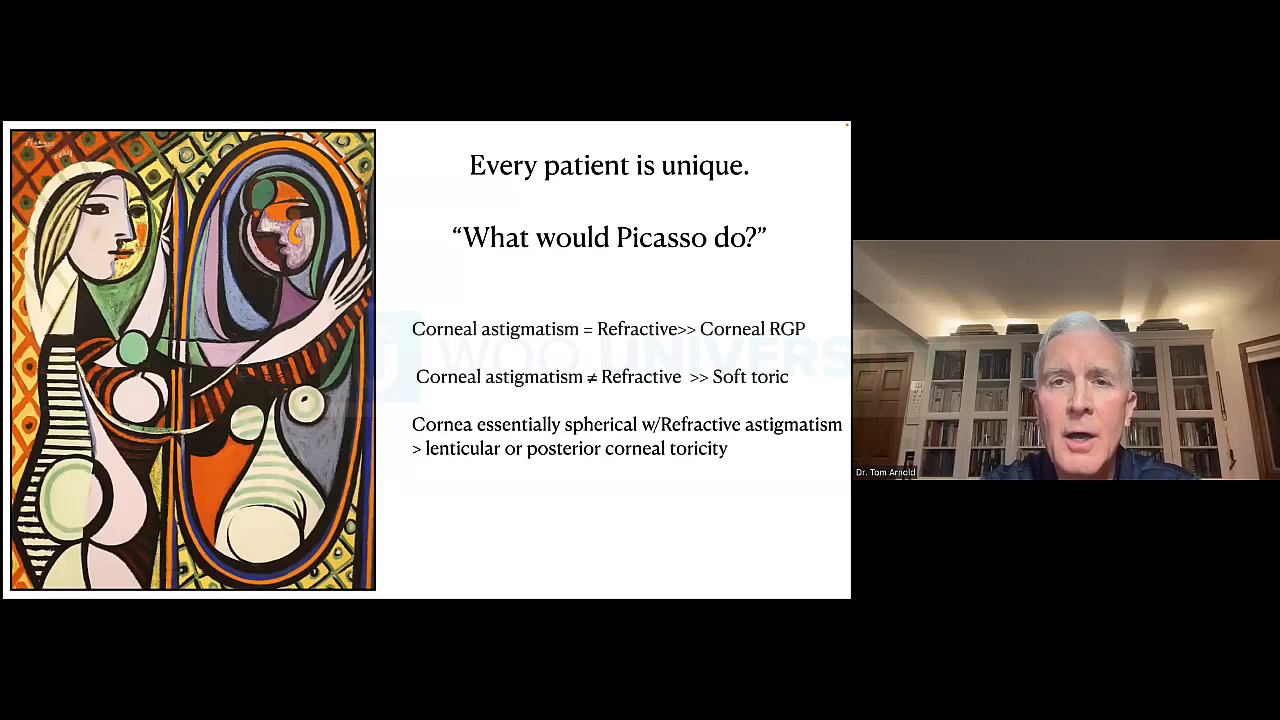 Every patient is unique.
“What would Picasso do?”
Corneal astigmatism = Refractive>> Corneal RGP
Corneal astigmatism ≠ Refractive >> Soft toric
Cornea essentially spherical w/Refractive astigmatism
> lenticular or posterior corneal toricity
Dr. Tom Arnold